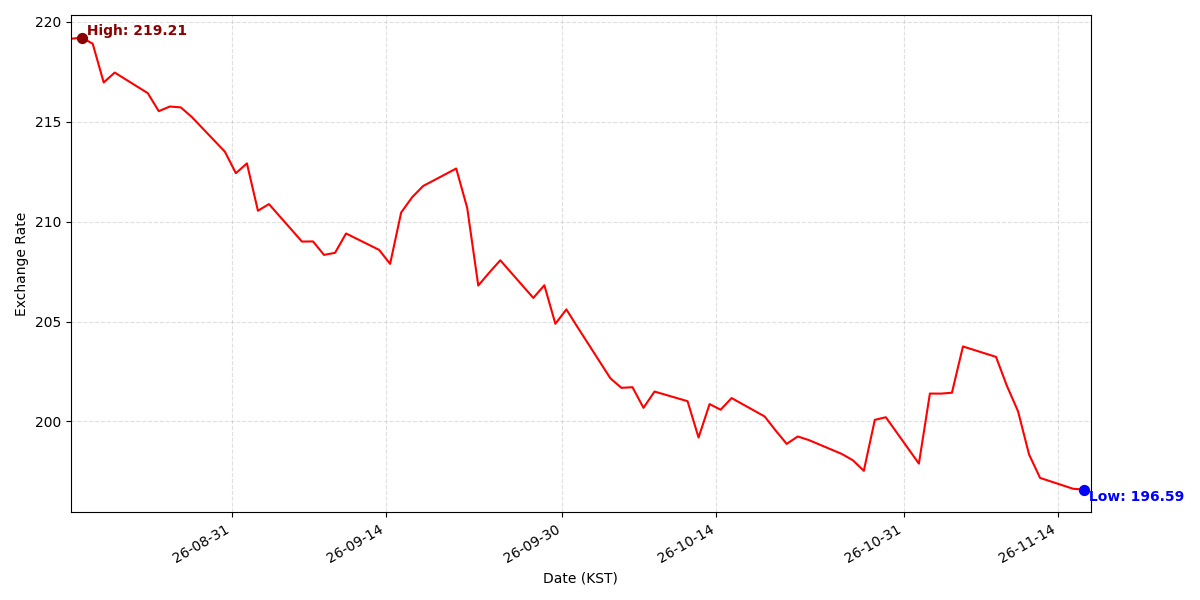 High: 219.21
220
215
210
205
200
Exchange Rate
Low: 196.59
26-08-31
26-09-14
26-09-30
26-10-14
26-10-31
26-11-14
Date (KST)